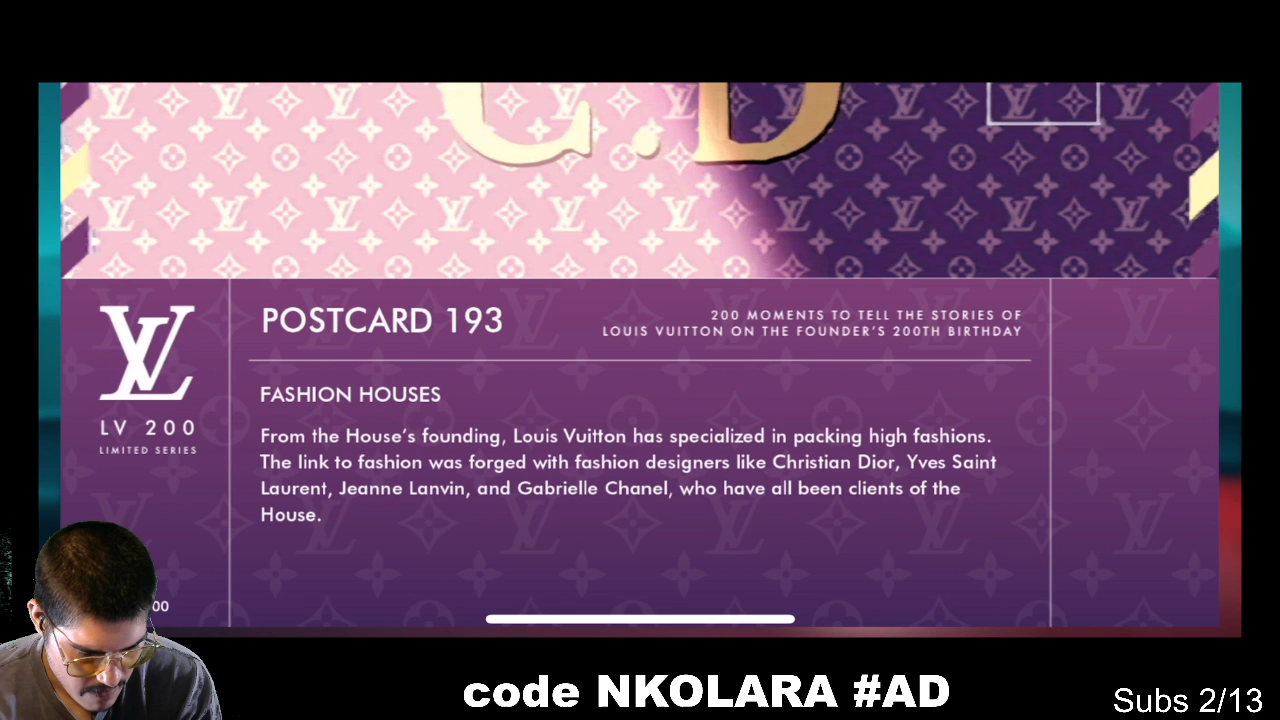 C.D
POSTCARD 193
200 MOMENTS TO TELL THE STORIES OF
LOUIS VUITTON ON THE FOUNDER'S 200TH BIRTHDAY
LV
LV 200
LIMITED SERIES
FASHION HOUSES
From the House's founding, Louis Vuitton has specialized in packing high fashions.
The link to fashion was forged with fashion designers like Christian Dior, Yves Saint
Laurent, Jeanne Lanvin, and Gabrielle Chanel, who have all been clients of the
House.
00
code NKOLARA #AD
Subs 2/13